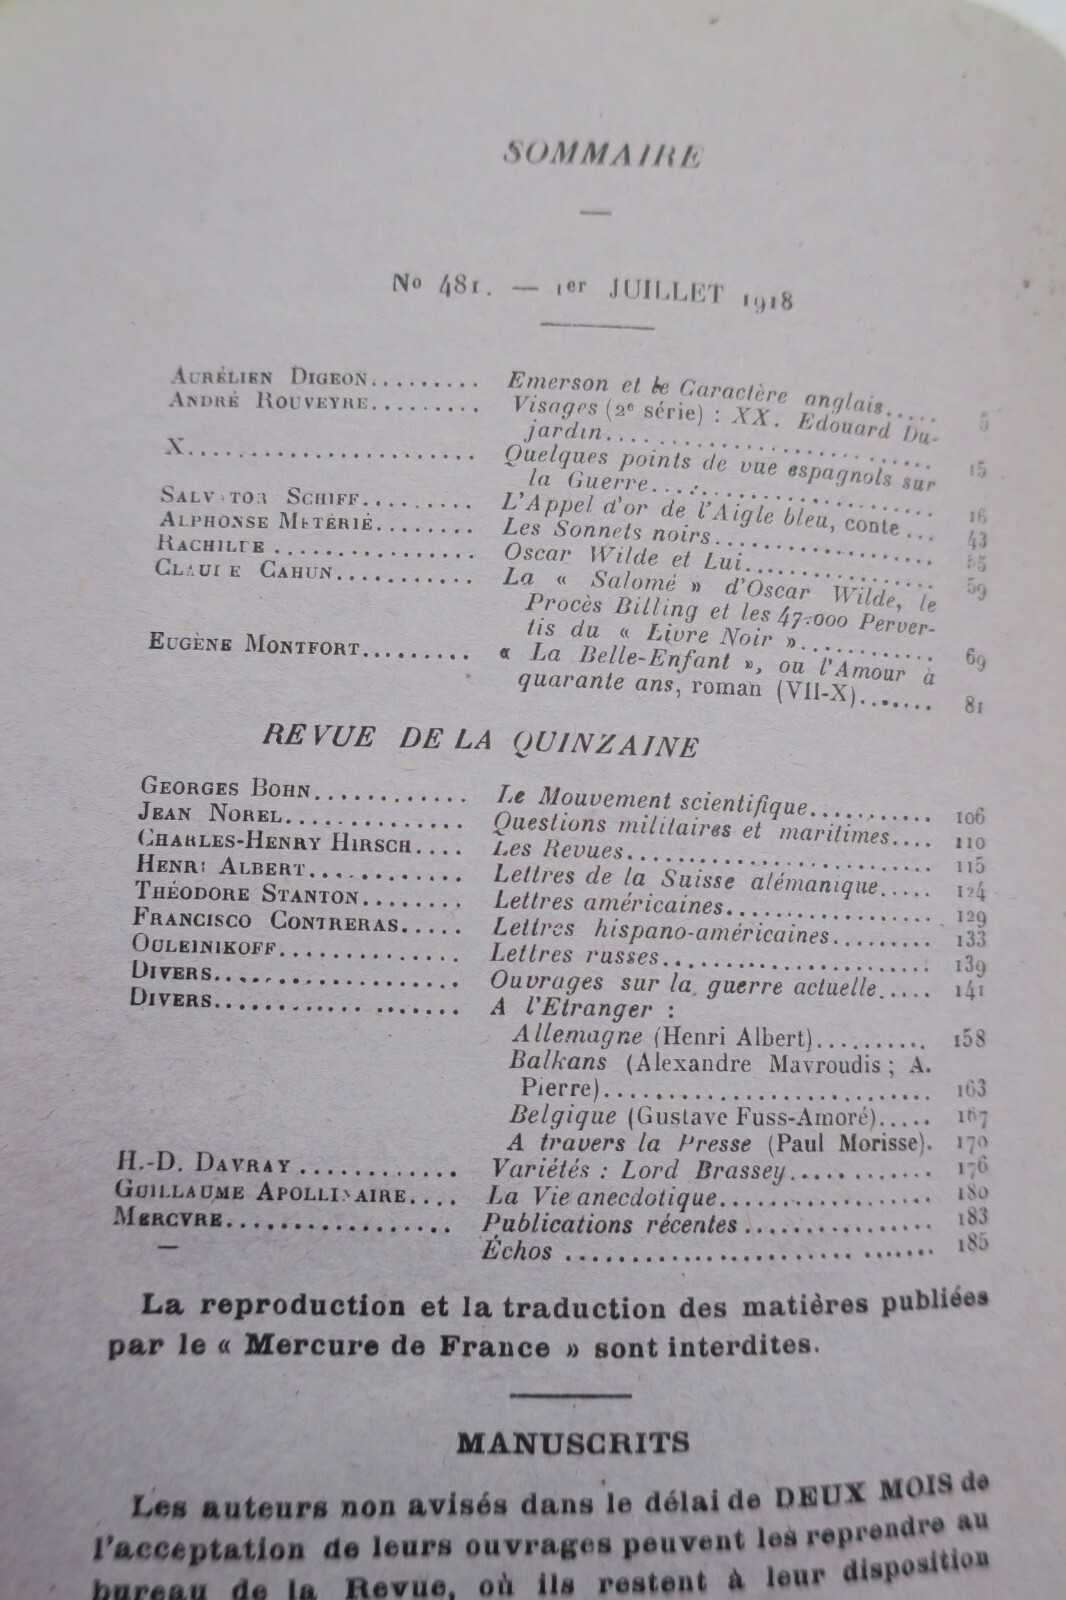 SOMMAIRE
No 481. — 1er JUILLET 1918
AURÉLIEN DIGEON......... Emerson et le Caractère anglais..... 5
ANDRÉ ROUVEYRE......... Visages (2e série) : XX. Edouard Du-
jardin.............................. 15
X....................... Quelques points de vue espagnols sur
la Guerre......................... 16
SALVATOR SCHIFF......... L'Appel d'or de l'Aigle bleu, conte... 43
ALPHONSE MÉTÉRIÉ........ Les Sonnets noirs................... 55
RACHILDE ................ Oscar Wilde et Lui................. 59
CLAUDE CAHUN........... La « Salomé » d'Oscar Wilde, le
Procès Billing et les 47.000 Perver-
tis du « Livre Noir »............ 69
EUGÈNE MONTFORT......... « La Belle-Enfant », ou l'Amour à
quarante ans, roman (VII-X)....... 81
REVUE DE LA QUINZAINE
GEORGES BOHN............ Le Mouvement scientifique........... 106
JEAN NOREL.............. Questions militaires et maritimes.... 110
CHARLES-HENRY HIRSCH.... Les Revues......................... 115
HENRI ALBERT............ Lettres de la Suisse alémanique..... 124
THÉODORE STANTON........ Lettres américaines................. 129
FRANCISCO CONTRERAS..... Lettres hispano-américaines......... 133
OULEINIKOFF.............. Lettres russes...................... 139
DIVERS................... Ouvrages sur la guerre actuelle..... 141
DIVERS................... A l'Etranger :
Allemagne (Henri Albert).......... 158
Balkans (Alexandre Mavroudis ; A.
Pierre)........................... 163
Belgique (Gustave Fuss-Amoré)..... 167
A travers la Presse (Paul Morisse). 170
H.-D. DAVRAY............ Variétés : Lord Brassey............ 176
GUILLAUME APOLLINAIRE.... La Vie anecdotique................. 180
MERCVRE................. Publications récentes............... 183
— Échos ............................. 185
La reproduction et la traduction des matières publiées
par le « Mercure de France » sont interdites.
MANUSCRITS
Les auteurs non avisés dans le délai de DEUX MOIS de
l'acceptation de leurs ouvrages peuvent les reprendre au
bureau de la Revue, où ils restent à leur disposition